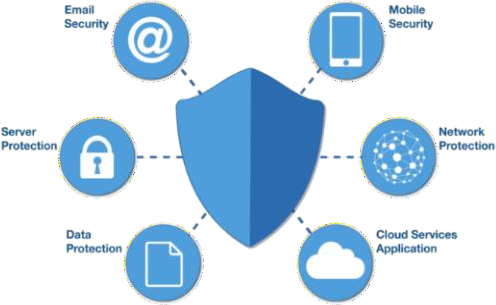 Email
Security
Mobile
Security
Server
Protection
Network
Protection
Data
Protection
Cloud Services
Application
@